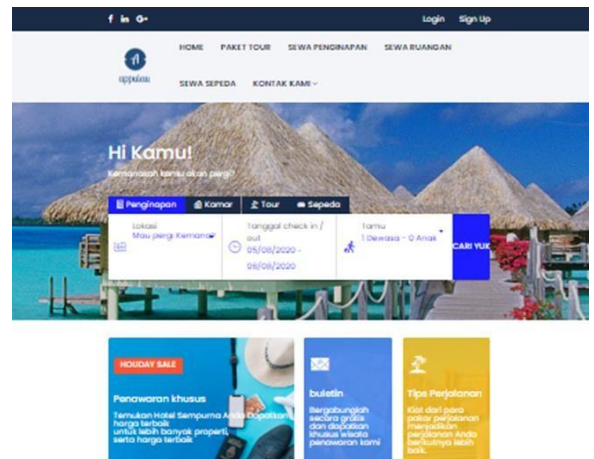 f in G+
Login Sign Up
HOME PAKET TOUR SEWA PENGINAPAN SEWA RUANGAN
appulau
SEWA SEPEDA KONTAK KAMI
Hi Kamu!
Kemanakah kamu akan pergi?
Penginapan Kamar Tour Sepeda
Lokasi
Mau pergi Kemana?
Tanggal check in /
out
05/08/2020 -
06/08/2020
Tamu
1 Dewasa - 0 Anak
CARI YUK
HOLIDAY SALE
Penawaran khusus
Temukan Hotel Sempurna Anda Dapatkan
harga terbaik
untuk lebih banyak properti,
serta harga terbaik
buletin
Bergabunglah
secara gratis
dan dapatkan
khusus wisata
penawaran kami
Tips Perjalanan
Kiat dari para
pakar perjalanan
menjadikan
perjalanan Anda
berikutnya lebih
baik.